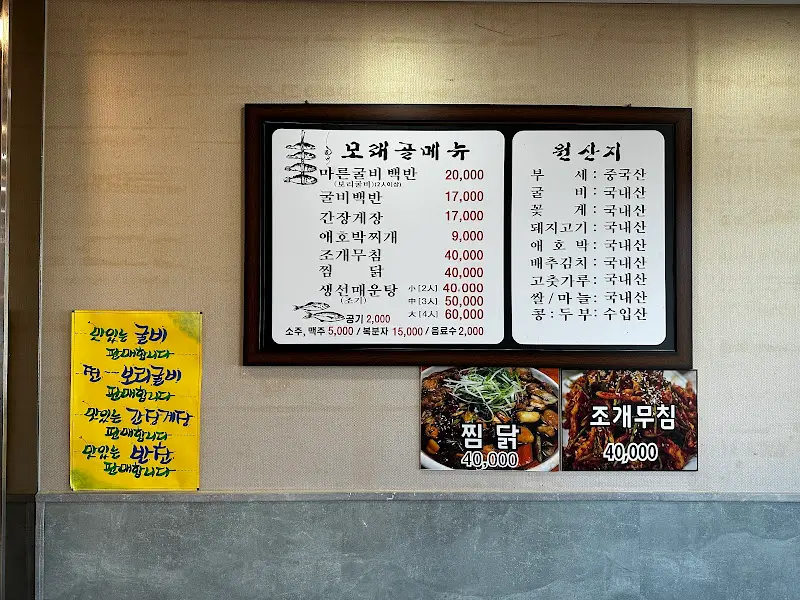 맛있는 굴비
판매합니다
보리굴비
판매합니다
맛있는 간장게장
판매합니다
맛있는 반찬
판매합니다
모래골메뉴
마른굴비 백반 20,000
(보리굴비)(2人이상)
굴비백반 17,000
간장게장 17,000
애호박찌개 9,000
조개무침 40,000
찜 닭 40,000
생선매운탕 小 [2人] 40,000
(조기) 中 [3人] 50,000
大 [4人] 60,000
공기 2,000
소주, 맥주 5,000 / 복분자 15,000 / 음료수 2,000
원산지
부 세 : 중국산
굴 비 : 국내산
꽃 게 : 국내산
돼지고기 : 국내산
애 호 박 : 국내산
배추김치 : 국내산
고춧가루 : 국내산
쌀 / 마 늘 : 국내산
콩 : 두 부 : 수입산
찜 닭
40,000
조개무침
40,000